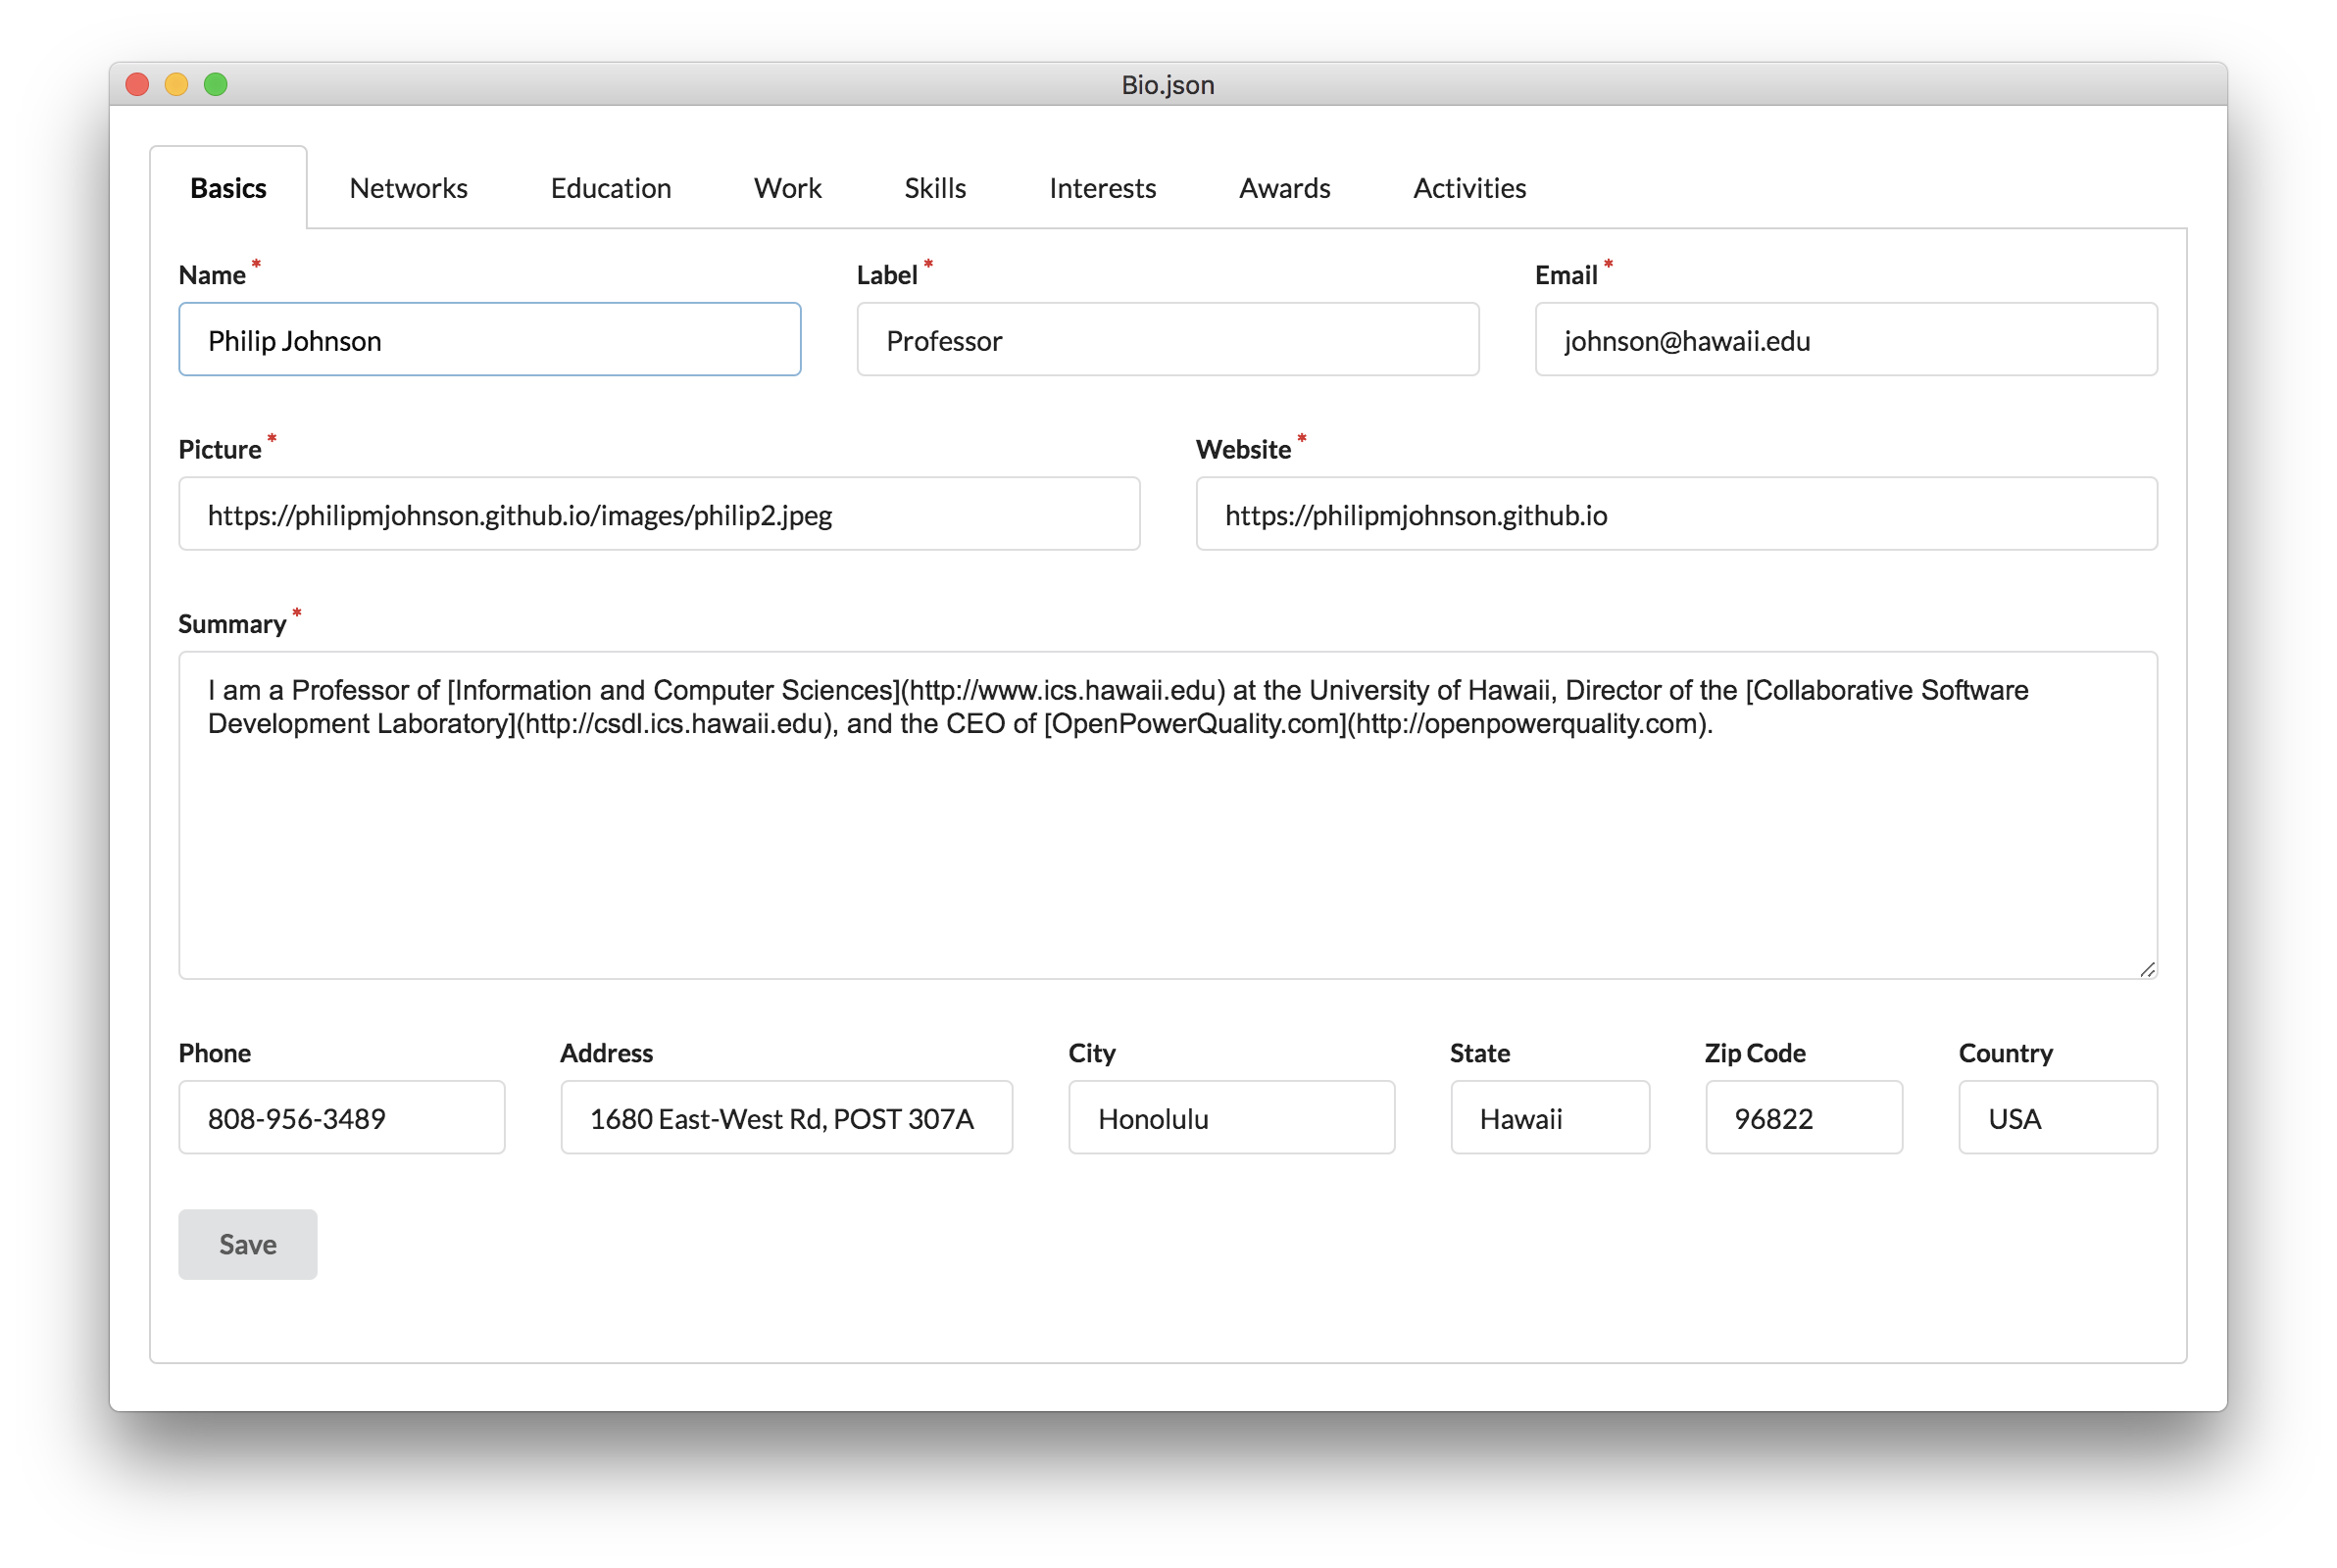 Bio.json
Basics Networks Education Work Skills Interests Awards Activities
Name * Label * Email *
Philip Johnson Professor johnson@hawaii.edu
Picture * Website *
https://philipmjohnson.github.io/images/philip2.jpeg https://philipmjohnson.github.io
Summary *
I am a Professor of [Information and Computer Sciences](http://www.ics.hawaii.edu) at the University of Hawaii, Director of the [Collaborative Software
Development Laboratory](http://csdl.ics.hawaii.edu), and the CEO of [OpenPowerQuality.com](http://openpowerquality.com).
Phone Address City State Zip Code Country
808-956-3489 1680 East-West Rd, POST 307A Honolulu Hawaii 96822 USA
Save